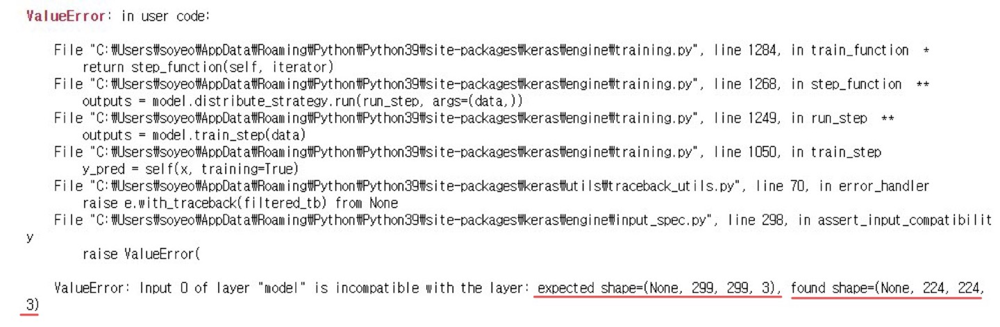 ValueError: in user code:
File "C:₩Users₩soyeo₩AppData₩Roaming₩Python₩Python39₩site-packages₩keras₩engine₩training.py", line 1284, in train_function  *
return step_function(self, iterator)
File "C:₩Users₩soyeo₩AppData₩Roaming₩Python₩Python39₩site-packages₩keras₩engine₩training.py", line 1268, in step_function  **
outputs = model.distribute_strategy.run(run_step, args=(data,))
File "C:₩Users₩soyeo₩AppData₩Roaming₩Python₩Python39₩site-packages₩keras₩engine₩training.py", line 1249, in run_step  **
outputs = model.train_step(data)
File "C:₩Users₩soyeo₩AppData₩Roaming₩Python₩Python39₩site-packages₩keras₩engine₩training.py", line 1050, in train_step
y_pred = self(x, training=True)
File "C:₩Users₩soyeo₩AppData₩Roaming₩Python₩Python39₩site-packages₩keras₩utils₩traceback_utils.py", line 70, in error_handler
raise e.with_traceback(filtered_tb) from None
File "C:₩Users₩soyeo₩AppData₩Roaming₩Python₩Python39₩site-packages₩keras₩engine₩input_spec.py", line 298, in assert_input_compatibilit
y
raise ValueError(
ValueError: Input 0 of layer "model" is incompatible with the layer: expected shape=(None, 299, 299, 3), found shape=(None, 224, 224,
3)